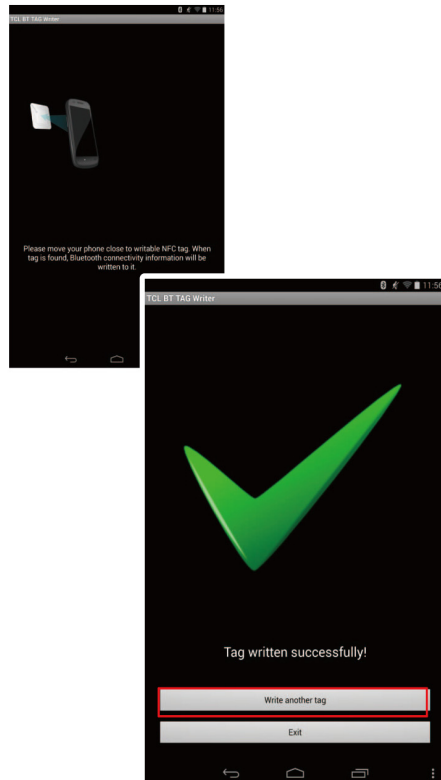 11:56
TCL BT TAG Writer
Please move your phone close to writable NFC tag. When
tag is found, Bluetooth connectivity information will be
written to it.
11:56
TCL BT TAG Writer
Tag written successfully!
Write another tag
Exit